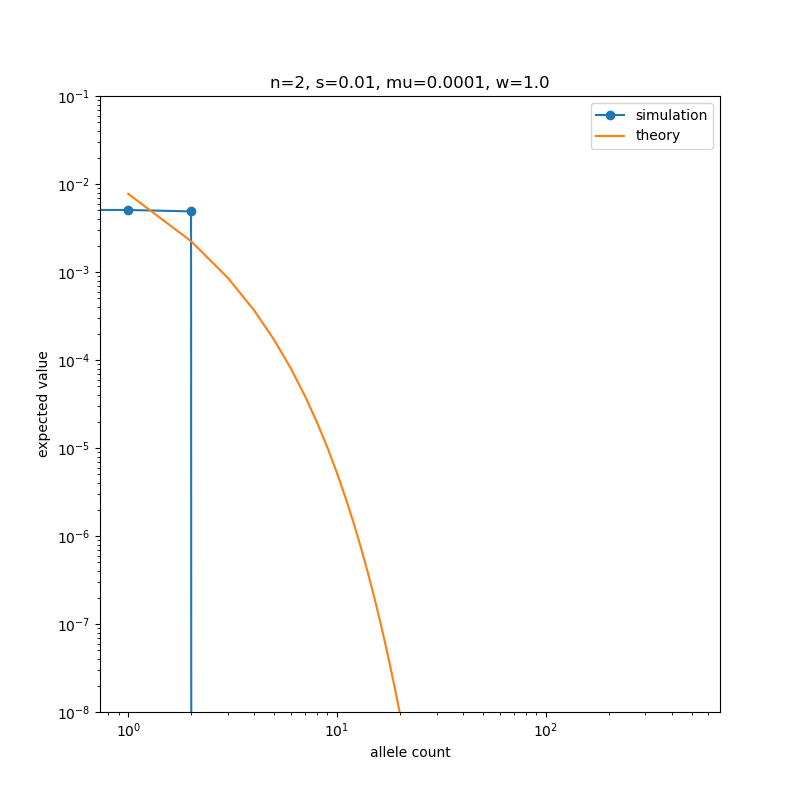 n=2, s=0.01, mu=0.0001, w=1.0
simulation
theory
10⁻¹
10⁻²
10⁻³
10⁻⁴
10⁻⁵
10⁻⁶
10⁻⁷
10⁻⁸
expected value
10⁰
10¹
10²
allele count